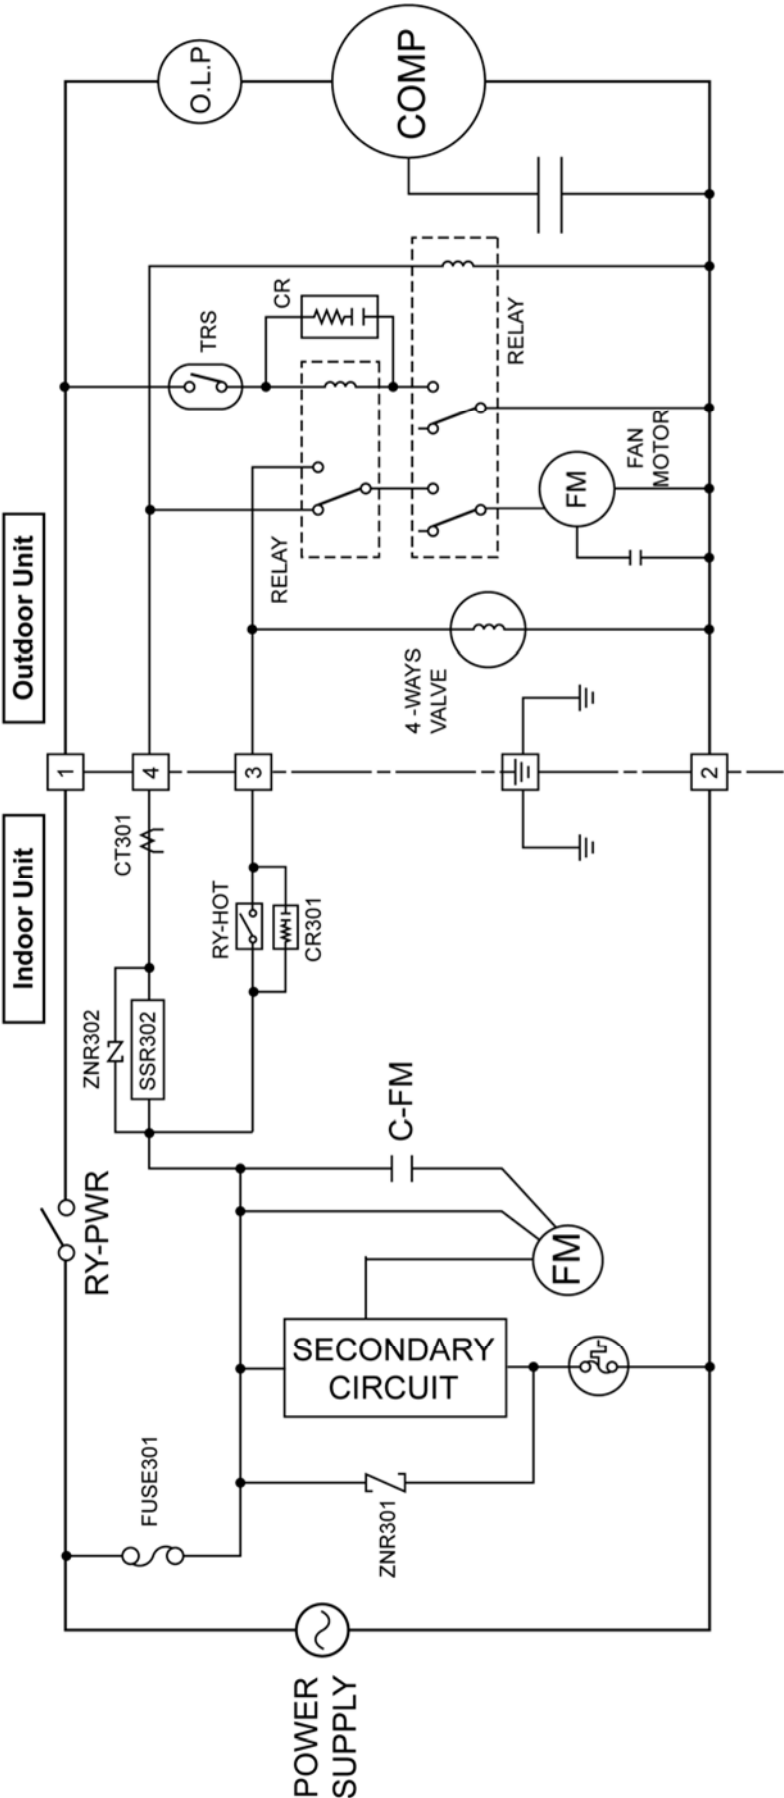 Indoor Unit
Outdoor Unit
POWER
SUPPLY
FUSE301
RY-PWR
ZNR302
SSR302
CT301
1
4
3
2
RY-HOT
CR301
ZNR301
SECONDARY
CIRCUIT
FM
C-FM
4 -WAYS
VALVE
RELAY
TRS
CR
RELAY
FM
FAN
MOTOR
O.L.P
COMP